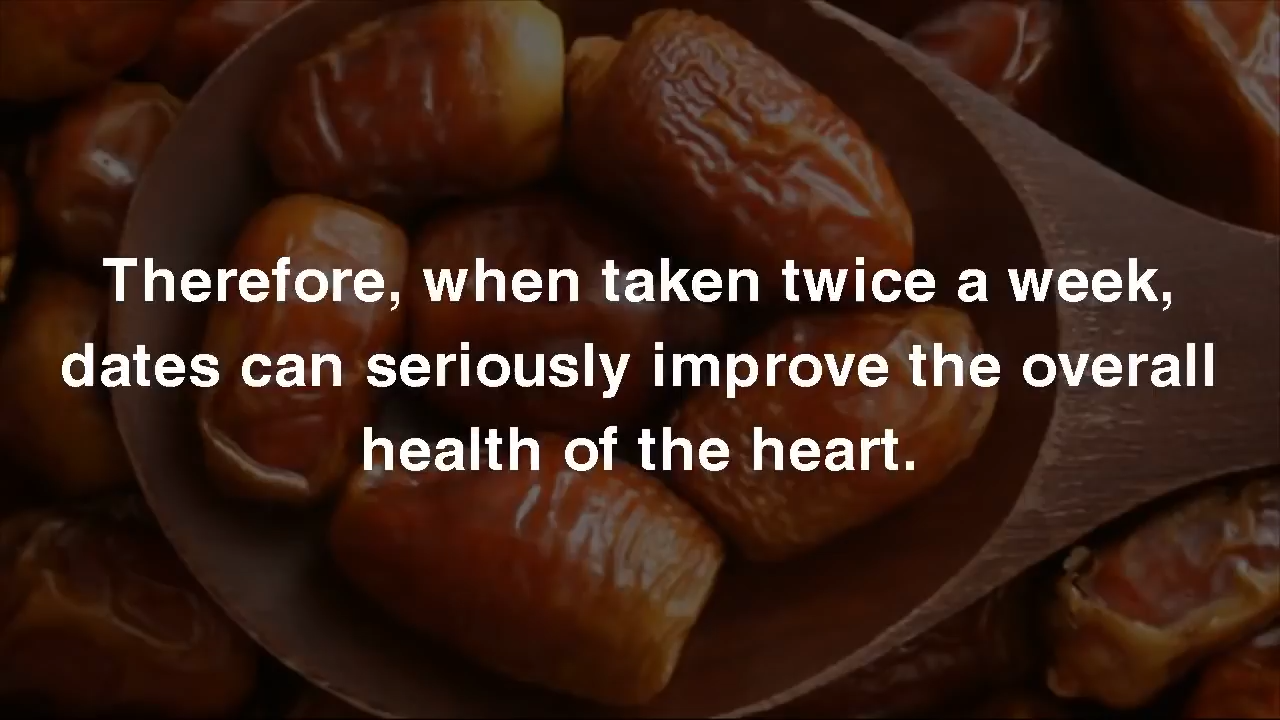 Therefore, when taken twice a week,
dates can seriously improve the overall
health of the heart.